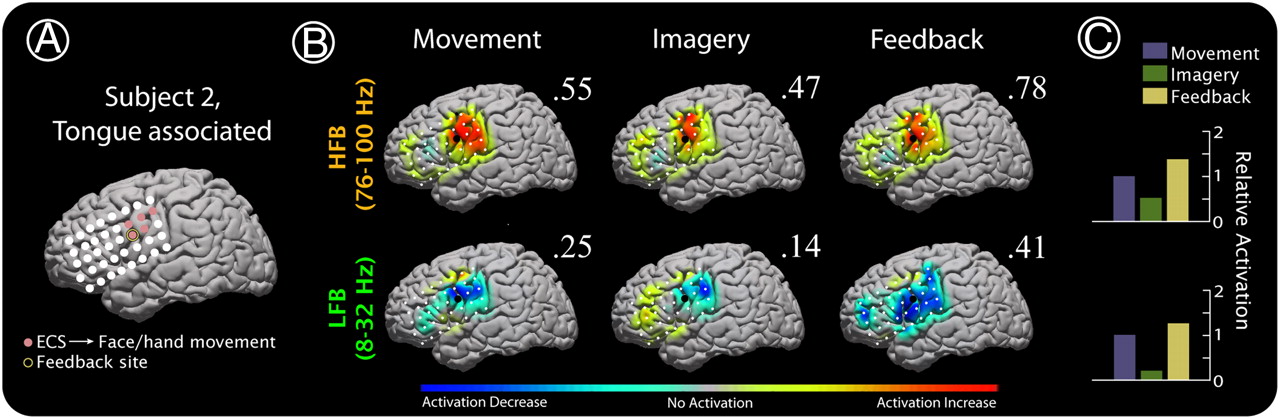 A
Subject 2,
Tongue associated
ECS→Face/hand movement
Feedback site
B
Movement
Imagery
Feedback
HFB
(76-100 Hz)
.55
.47
.78
LFB
(8-32 Hz)
.25
.14
.41
Activation Decrease
No Activation
Activation Increase
C
Movement
Imagery
Feedback
2
1
0
2
1
0
Relative Activation